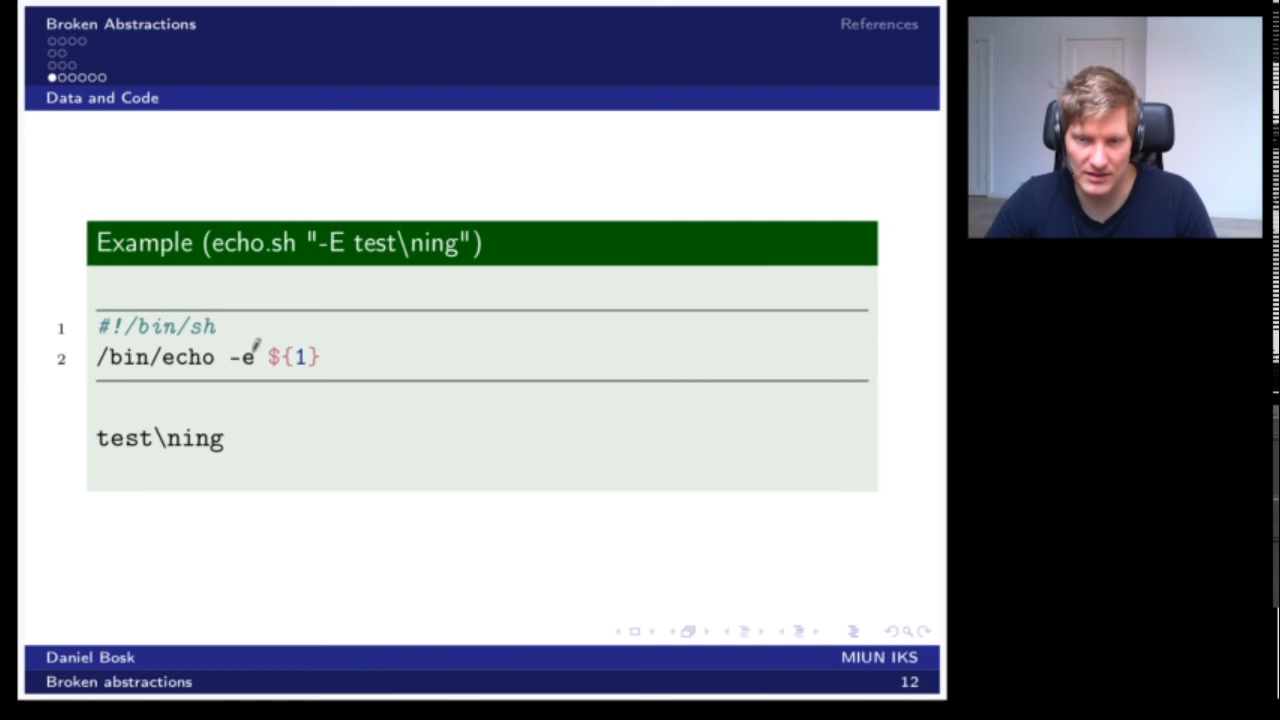 Broken Abstractions
References
Data and Code
Example (echo.sh "-E test\ning")
1 #!/bin/sh
2 /bin/echo -e ${1}
test\ning
Daniel Bosk
MIUN IKS
Broken abstractions
12